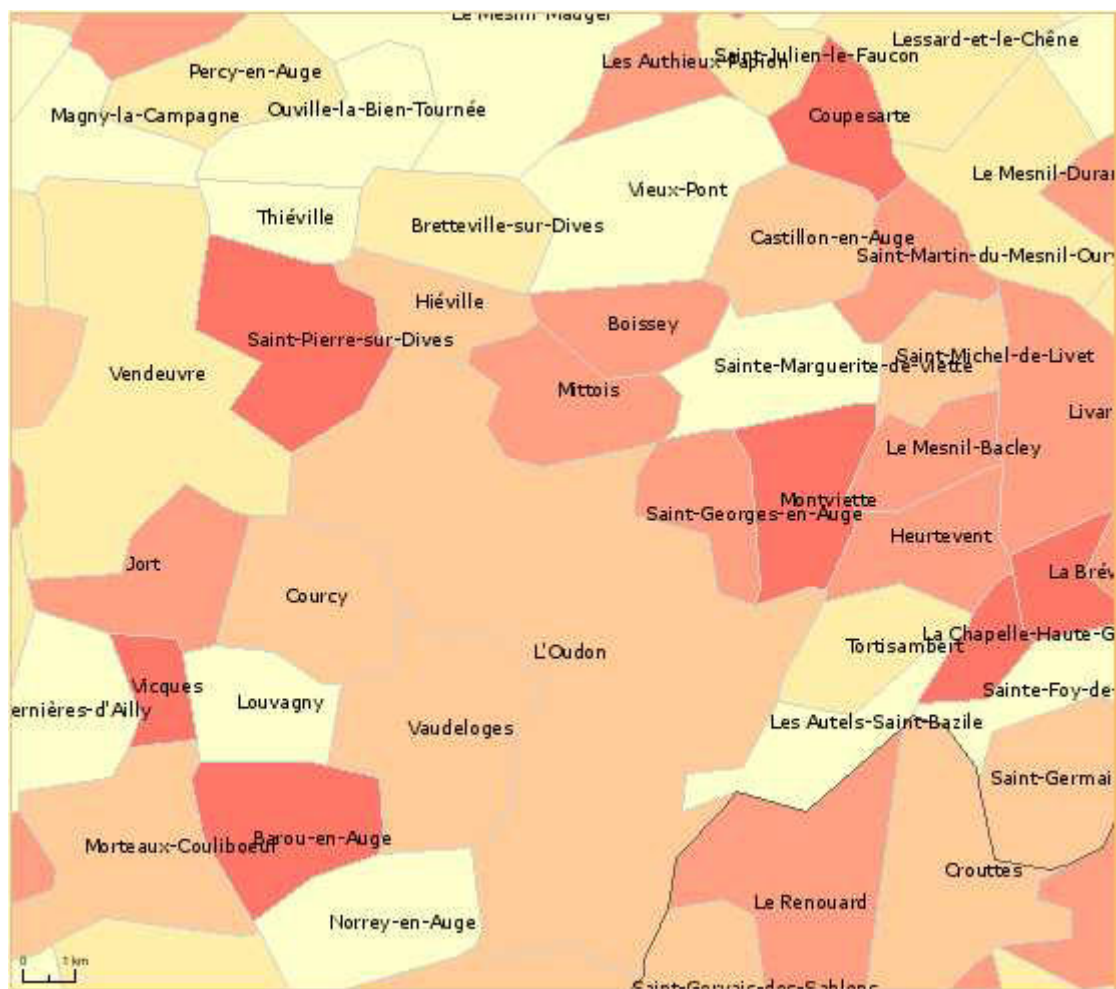 Le Mesnil-Mauger
Lessard-et-le-Chêne
Saint-Julien-le-Faucon
Les Authieux-Papion
Percy-en-Auge
Ouville-la-Bien-Tournée
Magny-la-Campagne
Coupesarte
Le Mesnil-Duran
Vieux-Pont
Thiéville
Bretteville-sur-Dives
Castillon-en-Auge
Saint-Martin-du-Mesnil-Oury
Hiéville
Boissey
Saint-Pierre-sur-Dives
Saint-Michel-de-Livet
Sainte-Marguerite-de-Viette
Vendeuvre
Mittois
Livar
Le Mesnil-Bacley
Montviette
Saint-Georges-en-Auge
Heurtevent
Jort
La Brév
Courcy
La Chapelle-Haute-G
Tortisambert
L'Oudon
Vicques
Sainte-Foy-de-
Louvagny
ernières-d'Ailly
Les Autels-Saint-Bazile
Vaudeloges
Saint-Germai
Barou-en-Auge
Morteaux-Coulibœuf
Crouttes
Le Renouard
Norrey-en-Auge
0 1 km
Saint-Gervais-des-Sablons